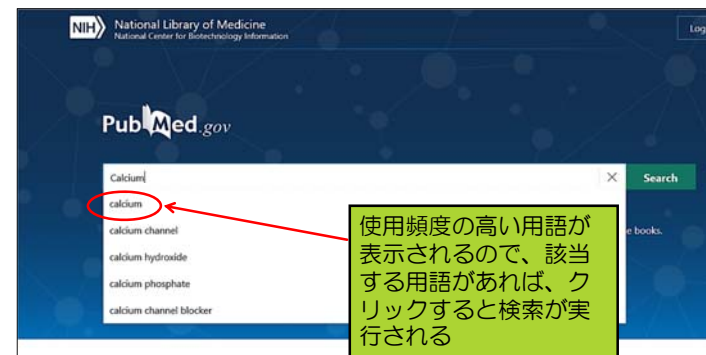 NIH National Library of Medicine
National Center for Biotechnology Information
Log
PubMed.gov
Calcium
Search
calcium
calcium channel
e books.
calcium hydroxide
calcium phosphate
calcium channel blocker
使用頻度の高い用語が
表示されるので、該当
する用語があれば、ク
リックすると検索が実
行される